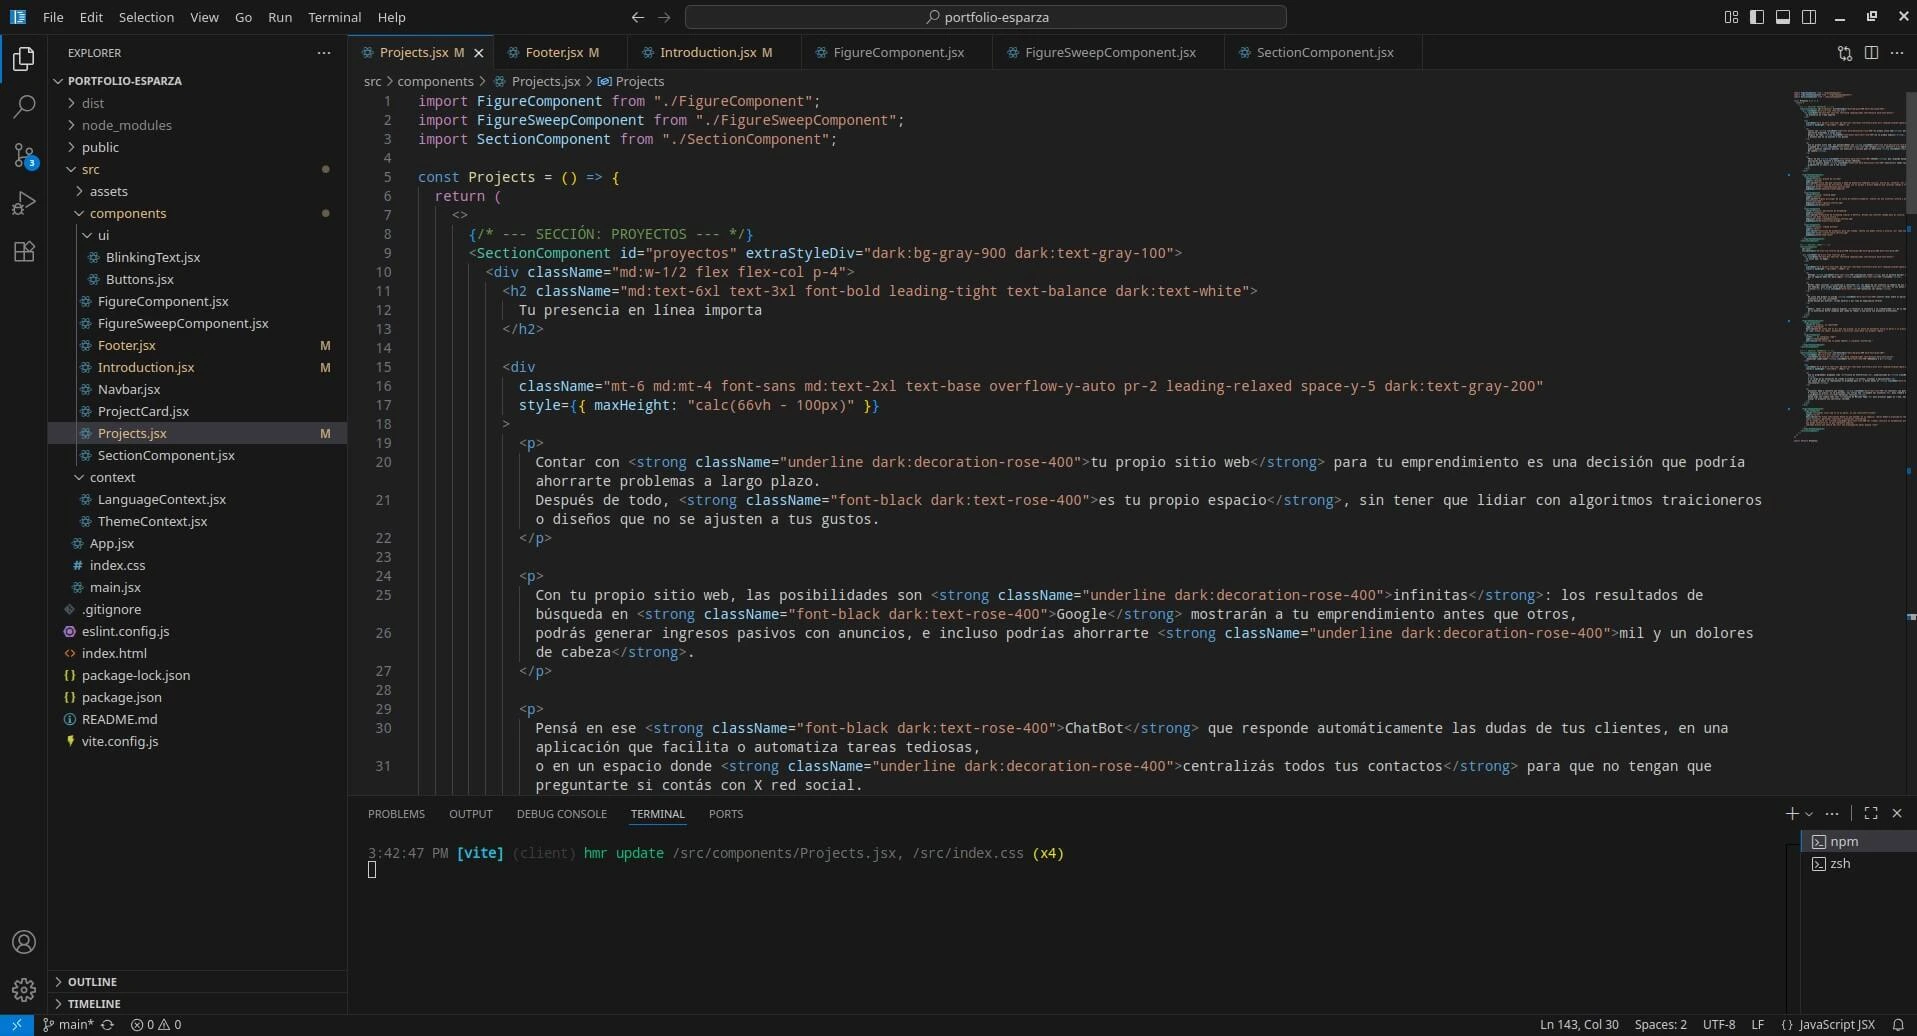 File Edit Selection View Go Run Terminal Help
portfolio-esparza
EXPLORER
PORTFOLIO-ESPARZA
dist
node_modules
public
src
assets
components
ui
BlinkingText.jsx
Buttons.jsx
FigureComponent.jsx
FigureSweepComponent.jsx
Footer.jsx M
Introduction.jsx M
Navbar.jsx
ProjectCard.jsx
Projects.jsx M
SectionComponent.jsx
context
LanguageContext.jsx
ThemeContext.jsx
App.jsx
index.css
main.jsx
.gitignore
eslint.config.js
index.html
package-lock.json
package.json
README.md
vite.config.js
OUTLINE
TIMELINE
3
Projects.jsx M Footer.jsx M Introduction.jsx M FigureComponent.jsx FigureSweepComponent.jsx SectionComponent.jsx
src > components > Projects.jsx > Projects
1 import FigureComponent from "./FigureComponent";
2 import FigureSweepComponent from "./FigureSweepComponent";
3 import SectionComponent from "./SectionComponent";
4
5 const Projects = () => {
6 return (
7 <>
8 {/* --- SECCIÓN: PROYECTOS --- */}
9 <SectionComponent id="proyectos" extraStyleDiv="dark:bg-gray-900 dark:text-gray-100">
10 <div className="md:w-1/2 flex flex-col p-4">
11 <h2 className="md:text-6xl text-3xl font-bold leading-tight text-balance dark:text-white">
12 Tu presencia en línea importa
13 </h2>
14
15 <div
16 className="mt-6 md:mt-4 font-sans md:text-2xl text-base overflow-y-auto pr-2 leading-relaxed space-y-5 dark:text-gray-200"
17 style={{ maxHeight: "calc(66vh - 100px)" }}
18 >
19 <p>
20 Contar con <strong className="underline dark:decoration-rose-400">tu propio sitio web</strong> para tu emprendimiento es una decisión que podría
ahorrarte problemas a largo plazo.
21 Después de todo, <strong className="font-black dark:text-rose-400">es tu propio espacio</strong>, sin tener que lidiar con algoritmos traicioneros
o diseños que no se ajusten a tus gustos.
22 </p>
23
24 <p>
25 Con tu propio sitio web, las posibilidades son <strong className="underline dark:decoration-rose-400">infinitas</strong>: los resultados de
búsqueda en <strong className="font-black dark:text-rose-400">Google</strong> mostrarán a tu emprendimiento antes que otros,
26 podrás generar ingresos pasivos con anuncios, e incluso podrías ahorrarte <strong className="underline dark:decoration-rose-400">mil y un dolores
de cabeza</strong>.
27 </p>
28
29 <p>
30 Pensá en ese <strong className="font-black dark:text-rose-400">ChatBot</strong> que responde automáticamente las dudas de tus clientes, en una
aplicación que facilita o automatiza tareas tediosas,
31 o en un espacio donde <strong className="underline dark:decoration-rose-400">centralizás todos tus contactos</strong> para que no tengan que
preguntarte si contás con X red social.
PROBLEMS OUTPUT DEBUG CONSOLE TERMINAL PORTS
3:42:47 PM [vite] (client) hmr update /src/components/Projects.jsx, /src/index.css (x4)
npm
zsh
main* 0 0 Ln 143, Col 30 Spaces: 2 UTF-8 LF {} JavaScript JSX